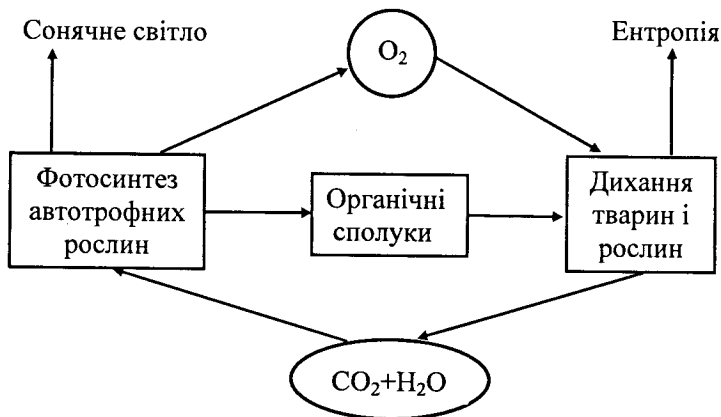 Сонячне світло
O₂
Ентропія
Фотосинтез
автотрофних
рослин
Органічні
сполуки
Дихання
тварин і
рослин
CO₂+H₂O